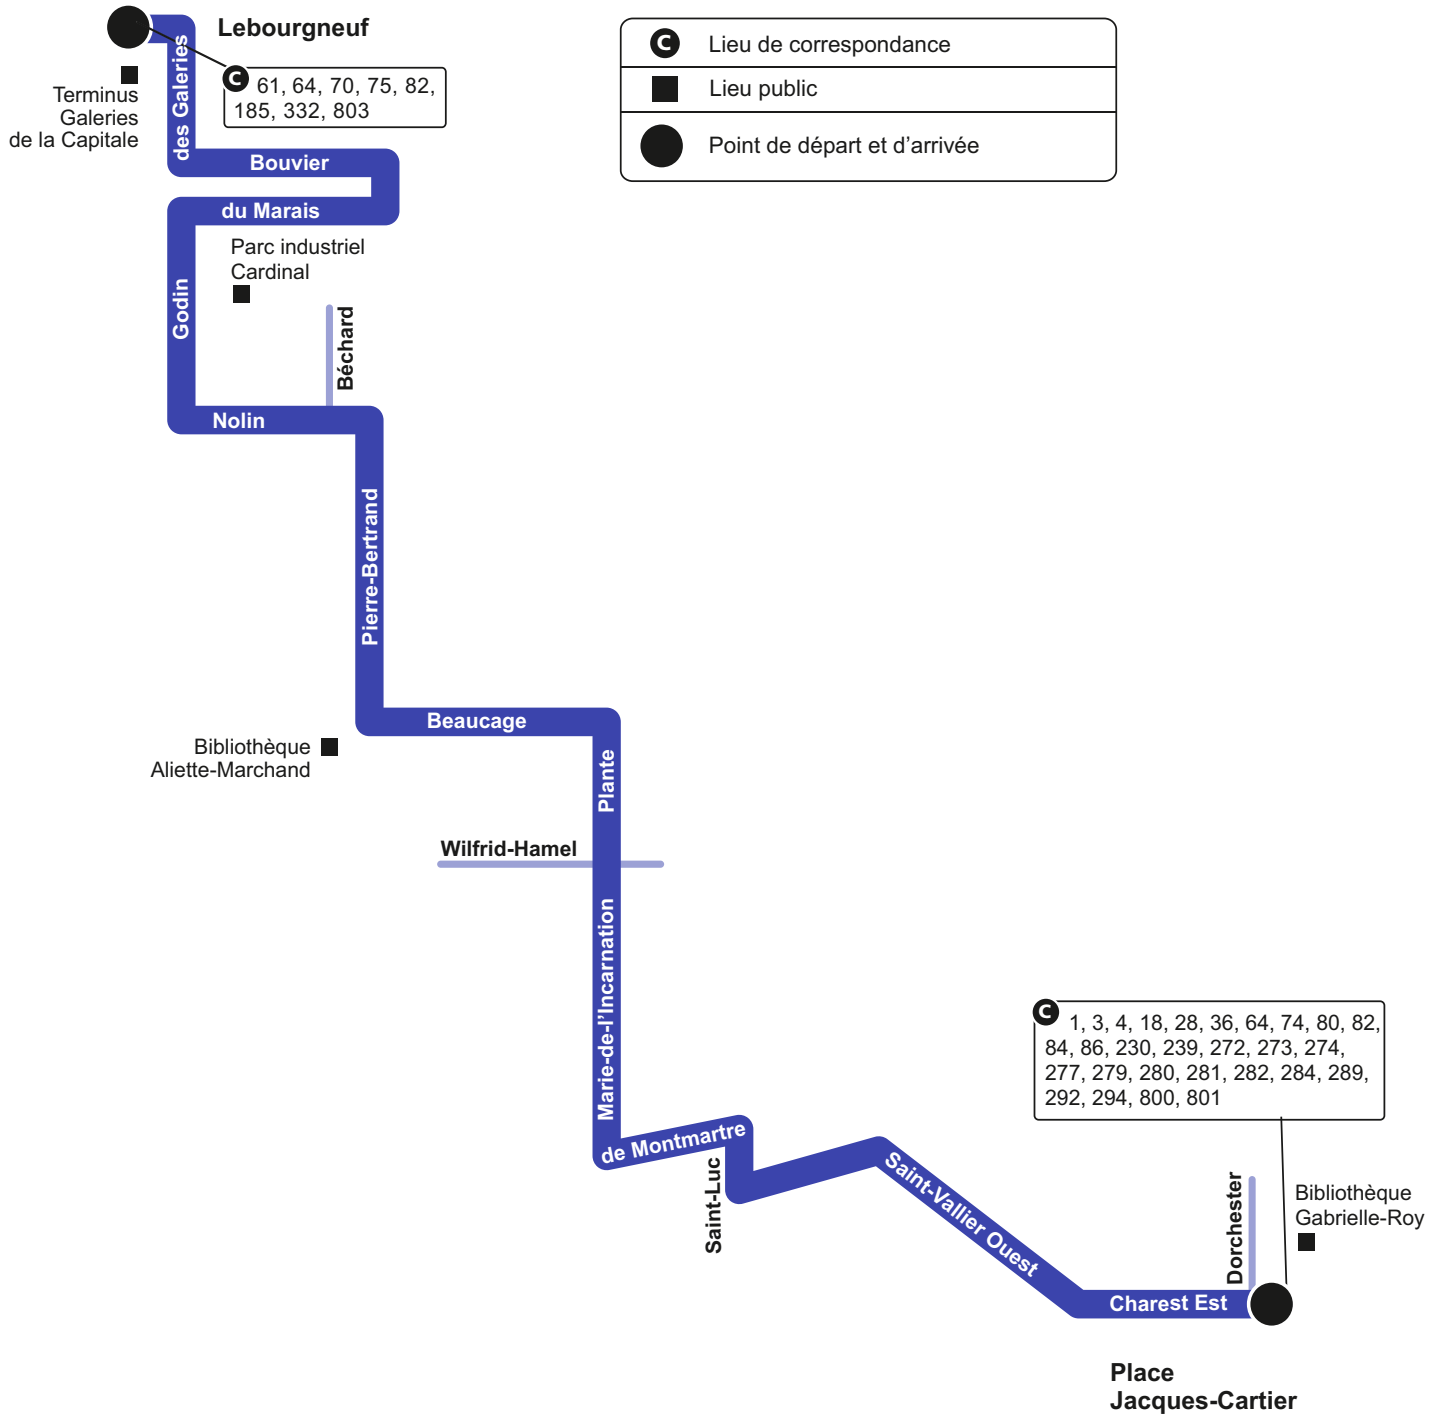 Lebourgneuf
C 61, 64, 70, 75, 82,
185, 332, 803
Terminus
Galeries
de la Capitale
des Galeries
C Lieu de correspondance
Lieu public
Point de départ et d'arrivée
Bouvier
du Marais
Parc industriel
Cardinal
Godin
Béchard
Nolin
Pierre-Bertrand
Beaucage
Bibliothèque
Aliette-Marchand
Plante
Wilfrid-Hamel
Marie-de-l'Incarnation
de Montmartre
Saint-Luc
Saint-Vallier Ouest
C 1, 3, 4, 18, 28, 36, 64, 74, 80, 82,
84, 86, 230, 239, 272, 273, 274,
277, 279, 280, 281, 282, 284, 289,
292, 294, 800, 801
Dorchester
Bibliothèque
Gabrielle-Roy
Charest Est
Place
Jacques-Cartier